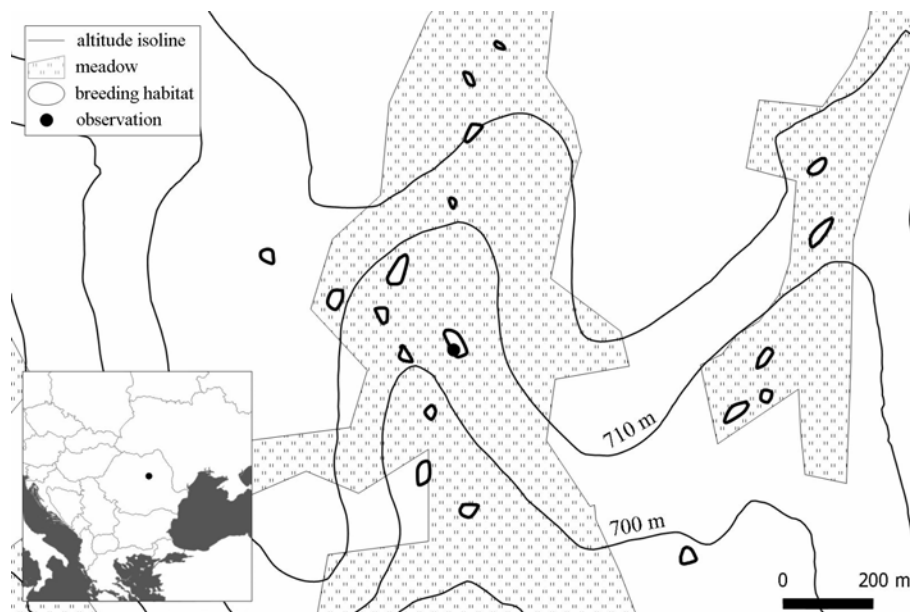 altitude isoline
meadow
breeding habitat
observation
710 m
700 m
0 200 m